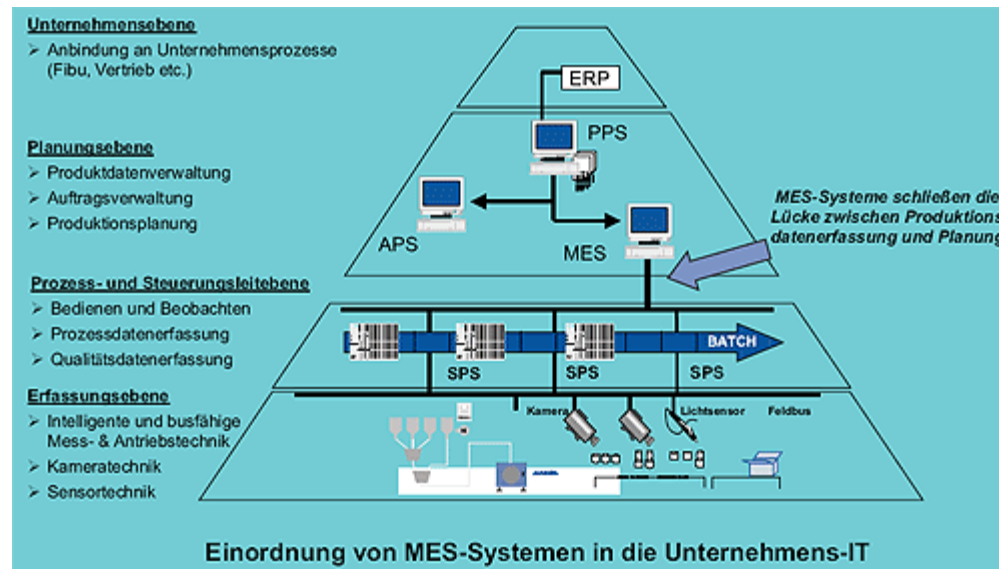 Unternehmensebene
➢ Anbindung an Unternehmensprozesse
(Fibu, Vertrieb etc.)
ERP
PPS
Planungsebene
➢ Produktdatenverwaltung
➢ Auftragsverwaltung
➢ Produktionsplanung
APS
MES
MES-Systeme schließen die
Lücke zwischen Produktions
datenerfassung und Planung
Prozess- und Steuerungsleitebene
➢ Bedienen und Beobachten
➢ Prozessdatenerfassung
➢ Qualitätsdatenerfassung
BATCH
SPS
SPS
SPS
Erfassungsebene
➢ Intelligente und busfähige
Mess- & Antriebstechnik
➢ Kameratechnik
➢ Sensortechnik
Kamera
Lichtsensor
Feldbus
Einordnung von MES-Systemen in die Unternehmens-IT